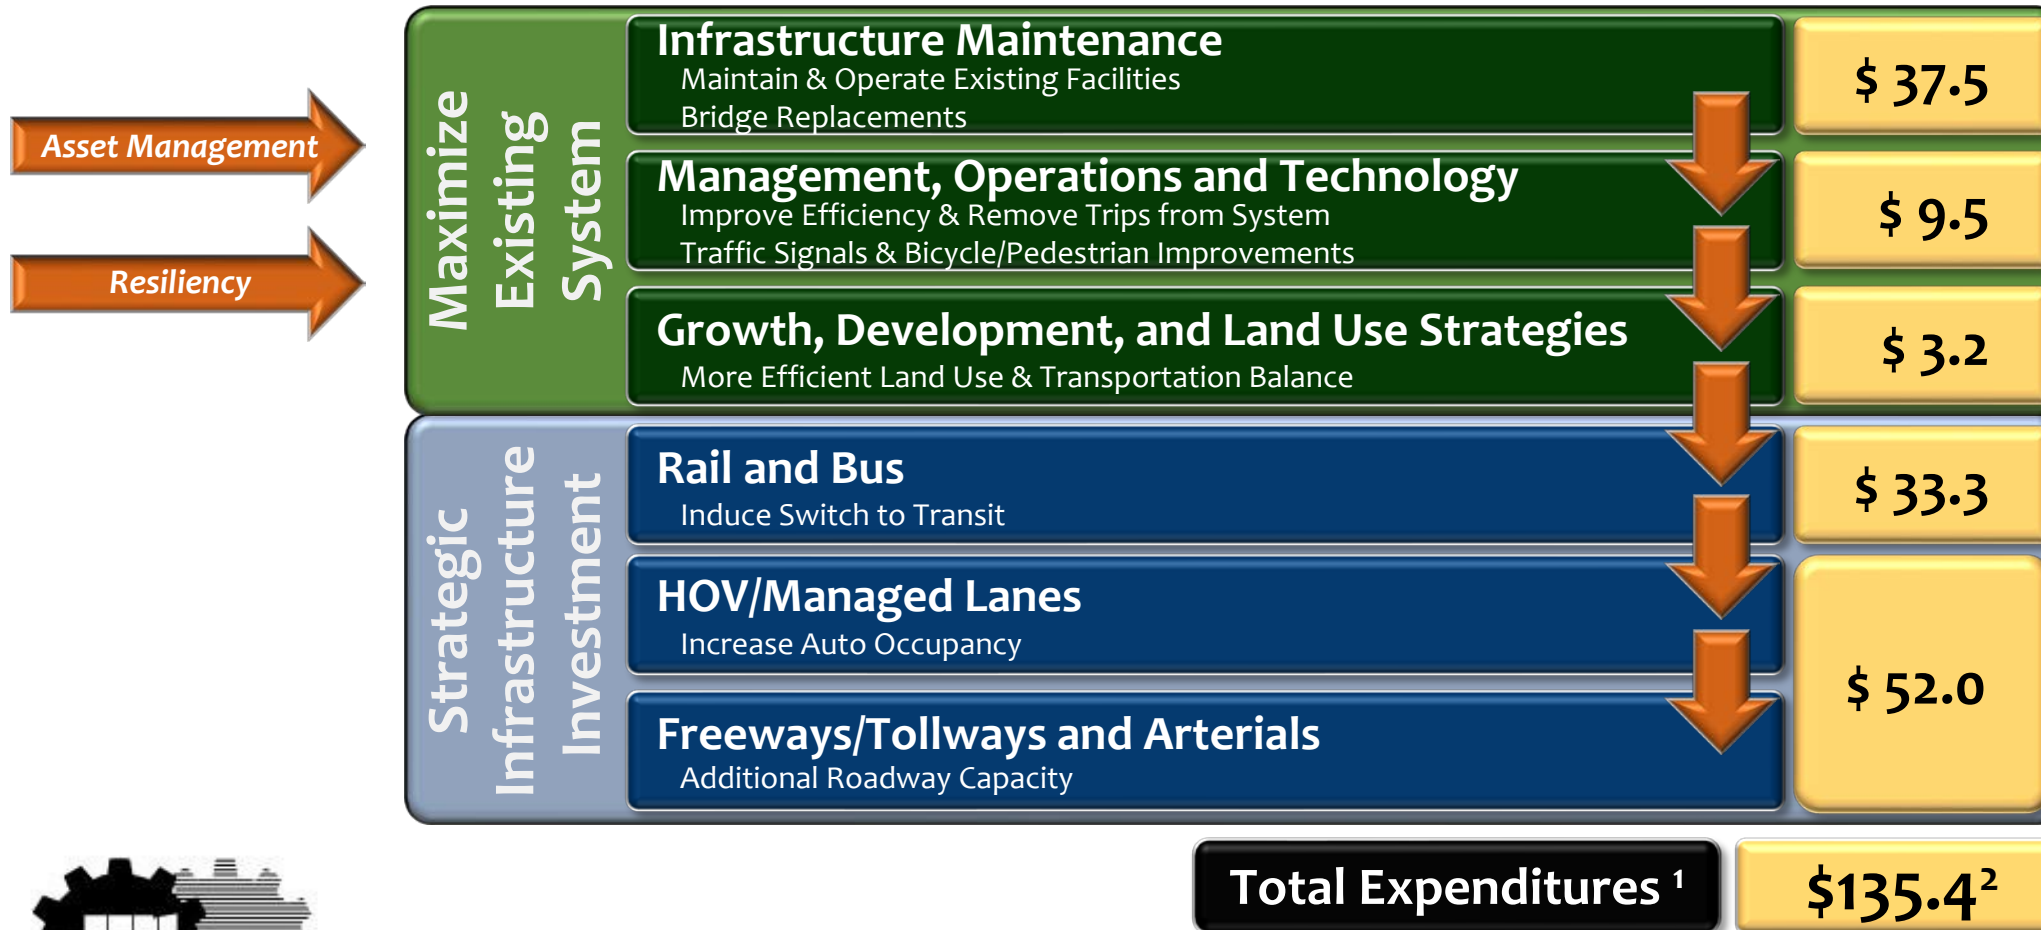 Asset Management
Resiliency
Maximize
Existing
System
Infrastructure Maintenance
Maintain & Operate Existing Facilities
Bridge Replacements
$ 37.5
Management, Operations and Technology
Improve Efficiency & Remove Trips from System
Traffic Signals & Bicycle/Pedestrian Improvements
$ 9.5
Growth, Development, and Land Use Strategies
More Efficient Land Use & Transportation Balance
$ 3.2
Strategic
Infrastructure
Investment
Rail and Bus
Induce Switch to Transit
$ 33.3
HOV/Managed Lanes
Increase Auto Occupancy
$ 52.0
Freeways/Tollways and Arterials
Additional Roadway Capacity
Total Expenditures ¹
$135.4²